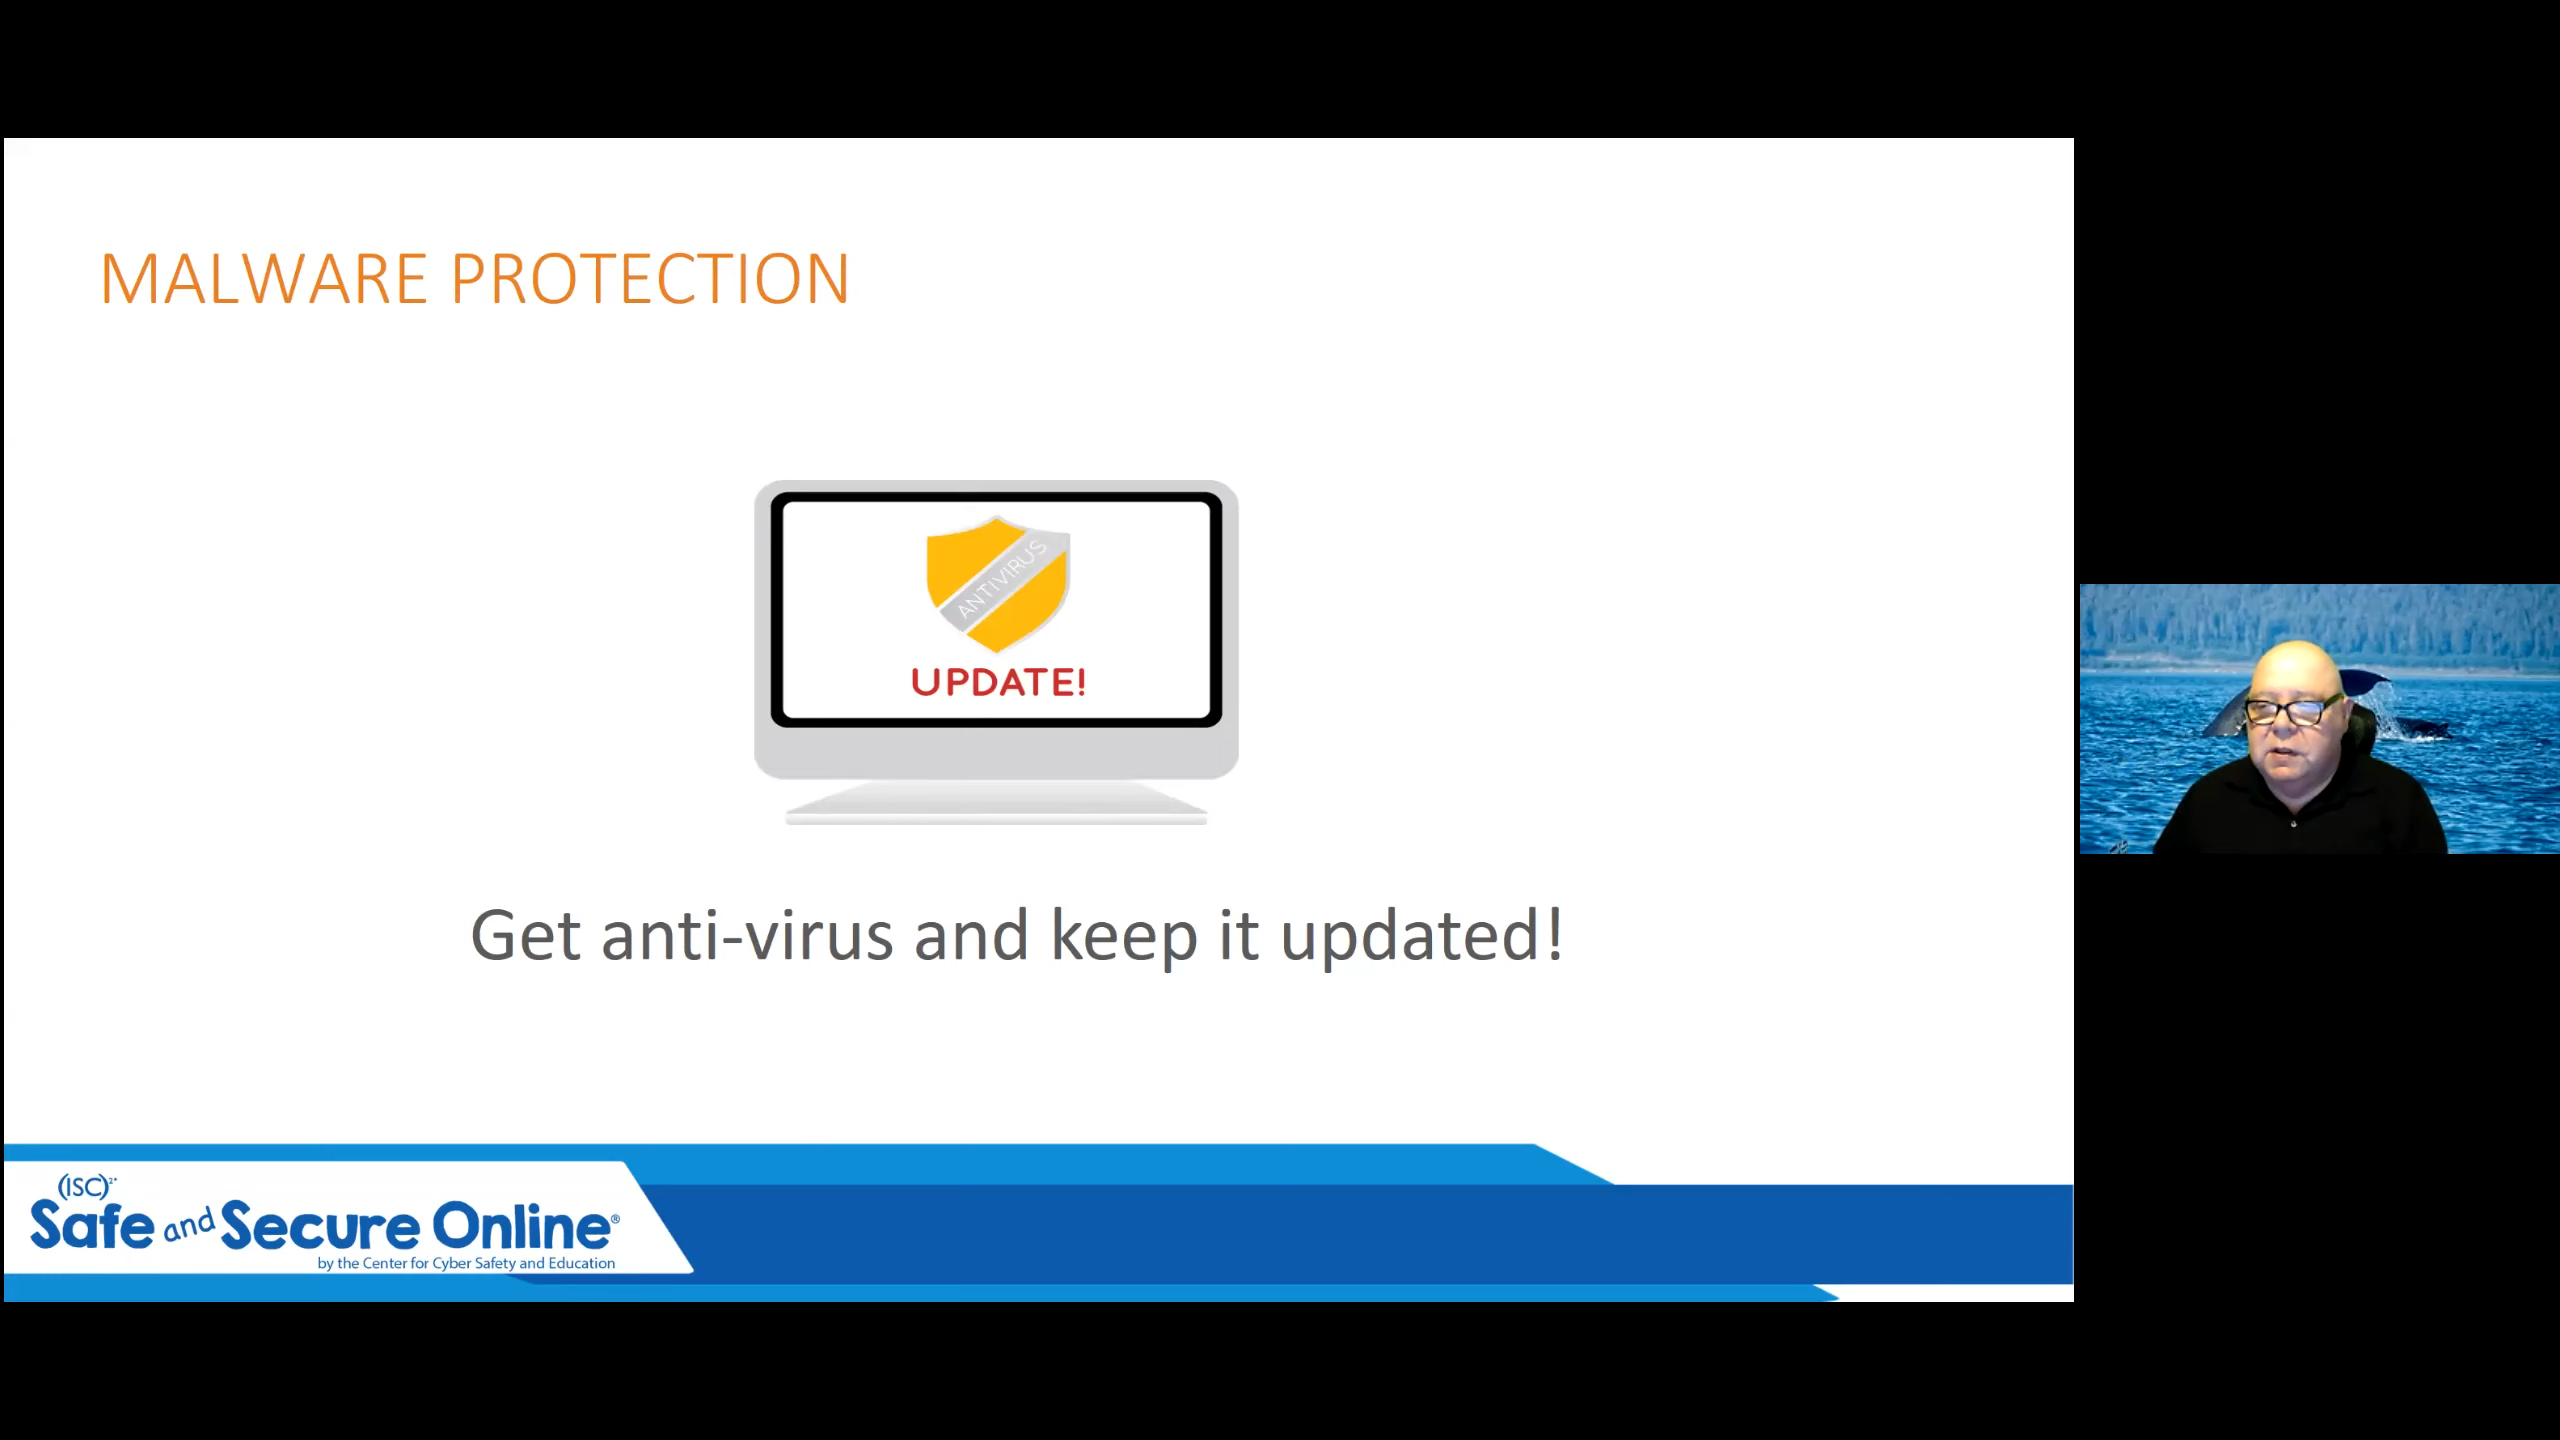 MALWARE PROTECTION
ANTIVIRUS
UPDATE!
Get anti-virus and keep it updated!
(ISC)²
Safe and Secure Online®
by the Center for Cyber Safety and Education